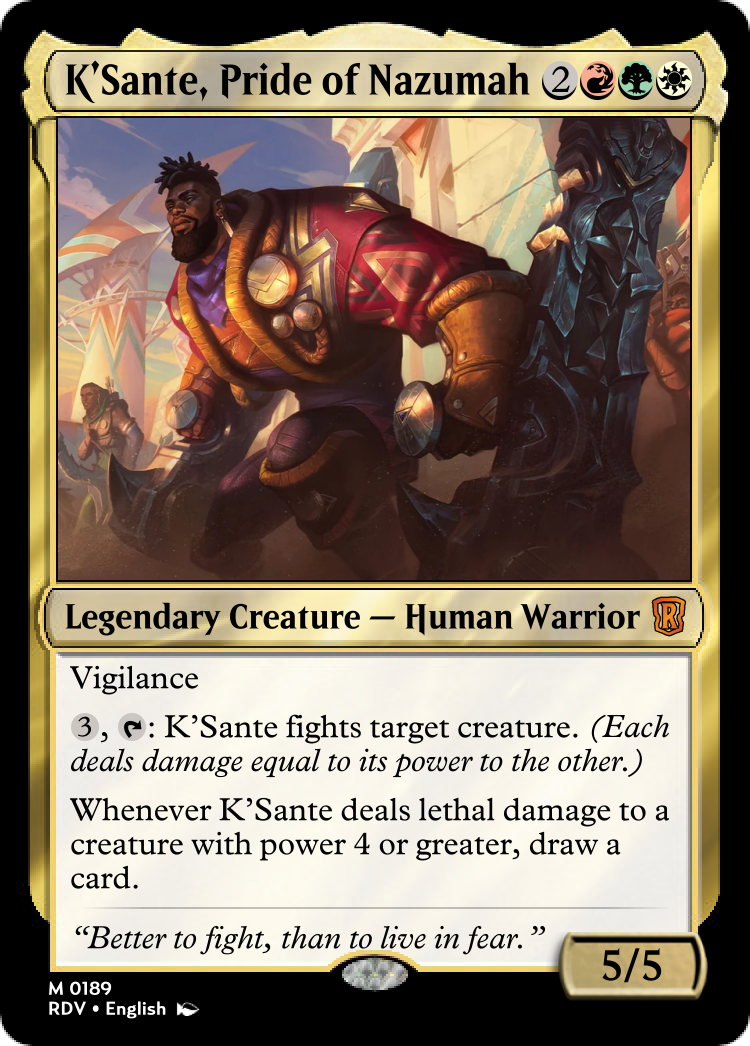 K'Sante, Pride of Nazumah 2
Legendary Creature — Human Warrior R
Vigilance
3, : K'Sante fights target creature. (Each
deals damage equal to its power to the other.)
Whenever K'Sante deals lethal damage to a
creature with power 4 or greater, draw a
card.
“Better to fight, than to live in fear.”
5/5
M 0189
RDV • English